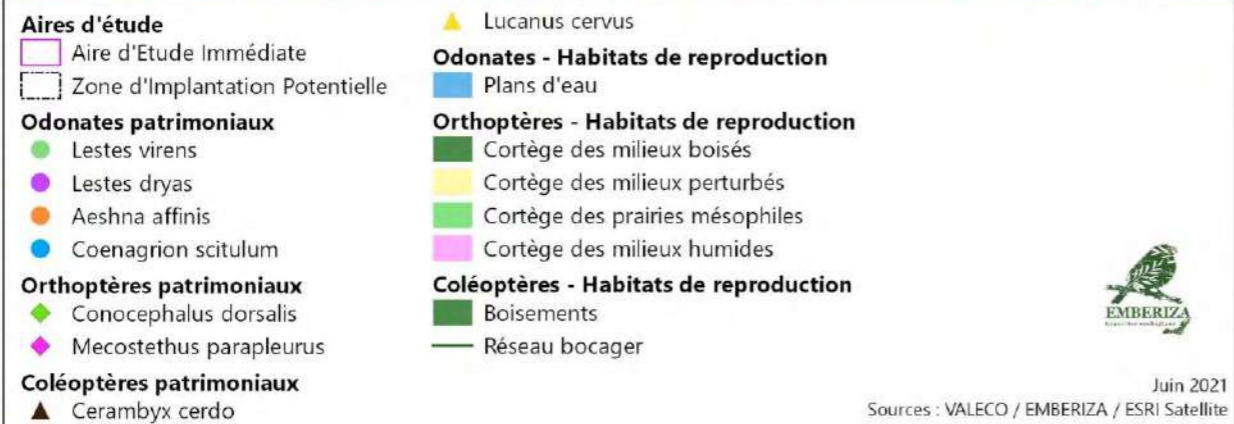 Aires d'étude
Aire d'Etude Immédiate
Zone d'Implantation Potentielle
Odonates patrimoniaux
Lestes virens
Lestes dryas
Aeshna affinis
Coenagrion scitulum
Orthoptères patrimoniaux
Conocephalus dorsalis
Mecostethus parapleurus
Coléoptères patrimoniaux
Cerambyx cerdo
Lucanus cervus
Odonates - Habitats de reproduction
Plans d'eau
Orthoptères - Habitats de reproduction
Cortège des milieux boisés
Cortège des milieux perturbés
Cortège des prairies mésophiles
Cortège des milieux humides
Coléoptères - Habitats de reproduction
Boisements
Réseau bocager
EMBERIZA
Juin 2021
Sources : VALECO / EMBERIZA / ESRI Satellite